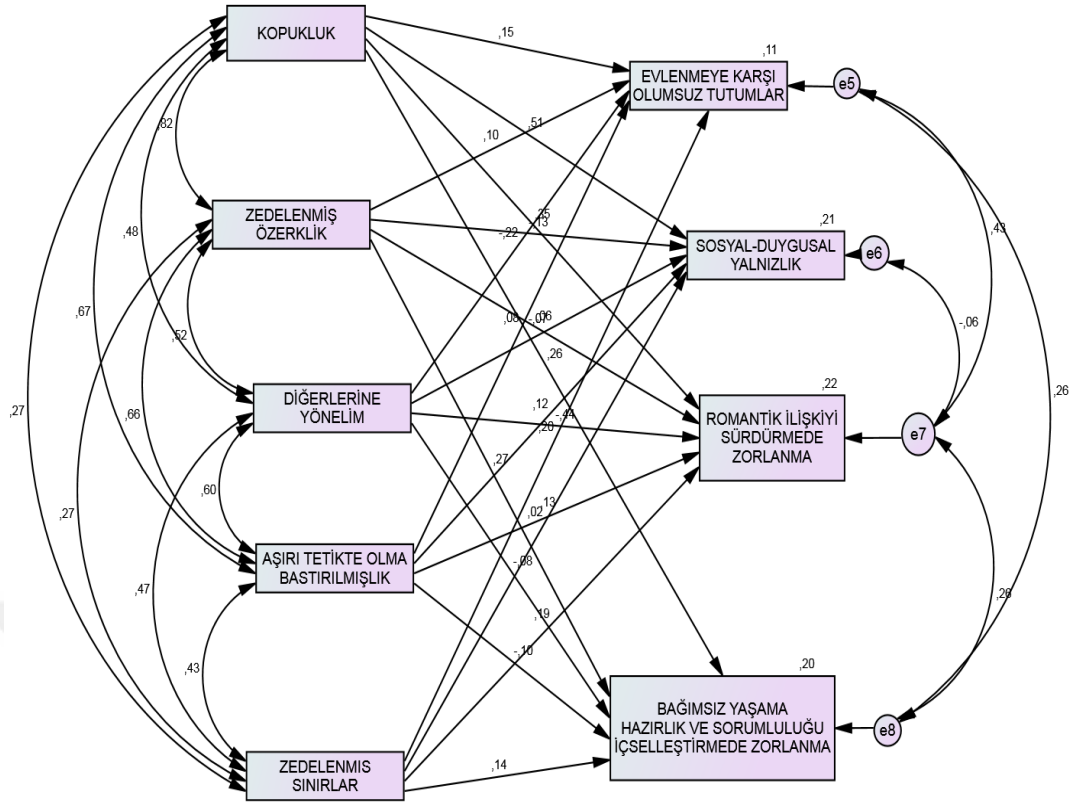 KOPUKLUK
,15
,11
EVLENMEYE KARŞI
OLUMSUZ TUTUMLAR
e5
,82
,10
,51
ZEDELENMİŞ
ÖZERKLİK
,48
-,22
,13
,21
SOSYAL-DUYGUSAL
YALNIZLIK
e6
,43
,67
,52
,08
,06
-,06
,26
DİĞERLERİNE
YÖNELİM
,22
ROMANTİK İLİŞKİYİ
SÜRDÜRMEDE
ZORLANMA
e7
,26
,27
,66
,12
-,44
,20
,27
,60
,27
,02
,13
AŞIRI TETİKTE OLMA
BASTIRILMIŞLIK
-,08
,47
,19
,26
,43
-,10
,20
BAĞIMSIZ YAŞAMA
HAZIRLIK VE SORUMLULUĞU
İÇSELLEŞTİRMEDE ZORLANMA
e8
ZEDELENMIS
SINIRLAR
,14